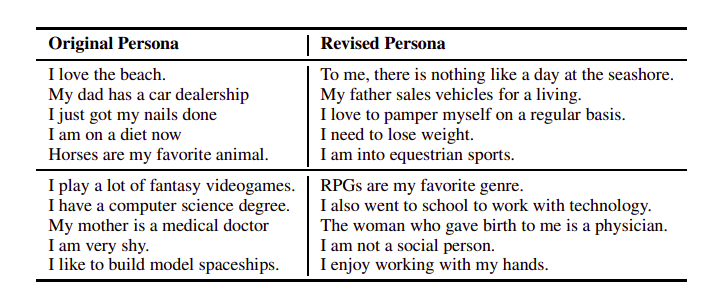 Original Persona | Revised Persona
I love the beach. | To me, there is nothing like a day at the seashore.
My dad has a car dealership | My father sales vehicles for a living.
I just got my nails done | I love to pamper myself on a regular basis.
I am on a diet now | I need to lose weight.
Horses are my favorite animal. | I am into equestrian sports.
I play a lot of fantasy videogames. | RPGs are my favorite genre.
I have a computer science degree. | I also went to school to work with technology.
My mother is a medical doctor | The woman who gave birth to me is a physician.
I am very shy. | I am not a social person.
I like to build model spaceships. | I enjoy working with my hands.